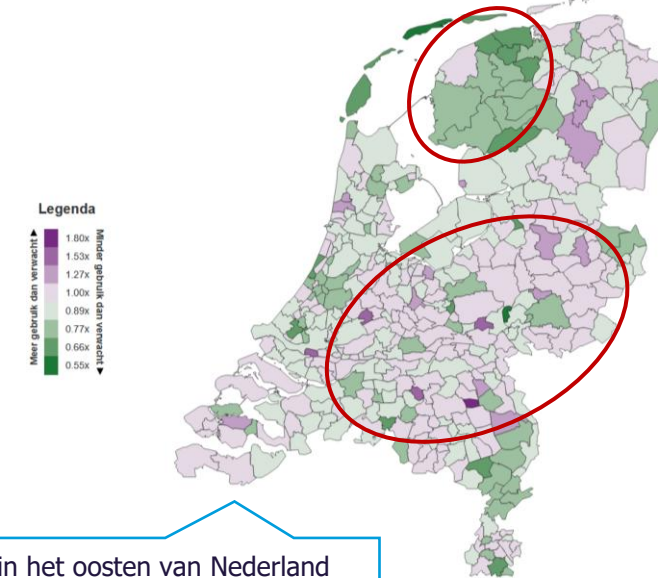 Legenda
Meer gebruik dan verwacht ▶
1.80x
1.53x
1.27x
1.00x
0.89x
0.77x
0.66x
0.55x
Minder gebruik dan verwacht ▶
in het oosten van Nederland